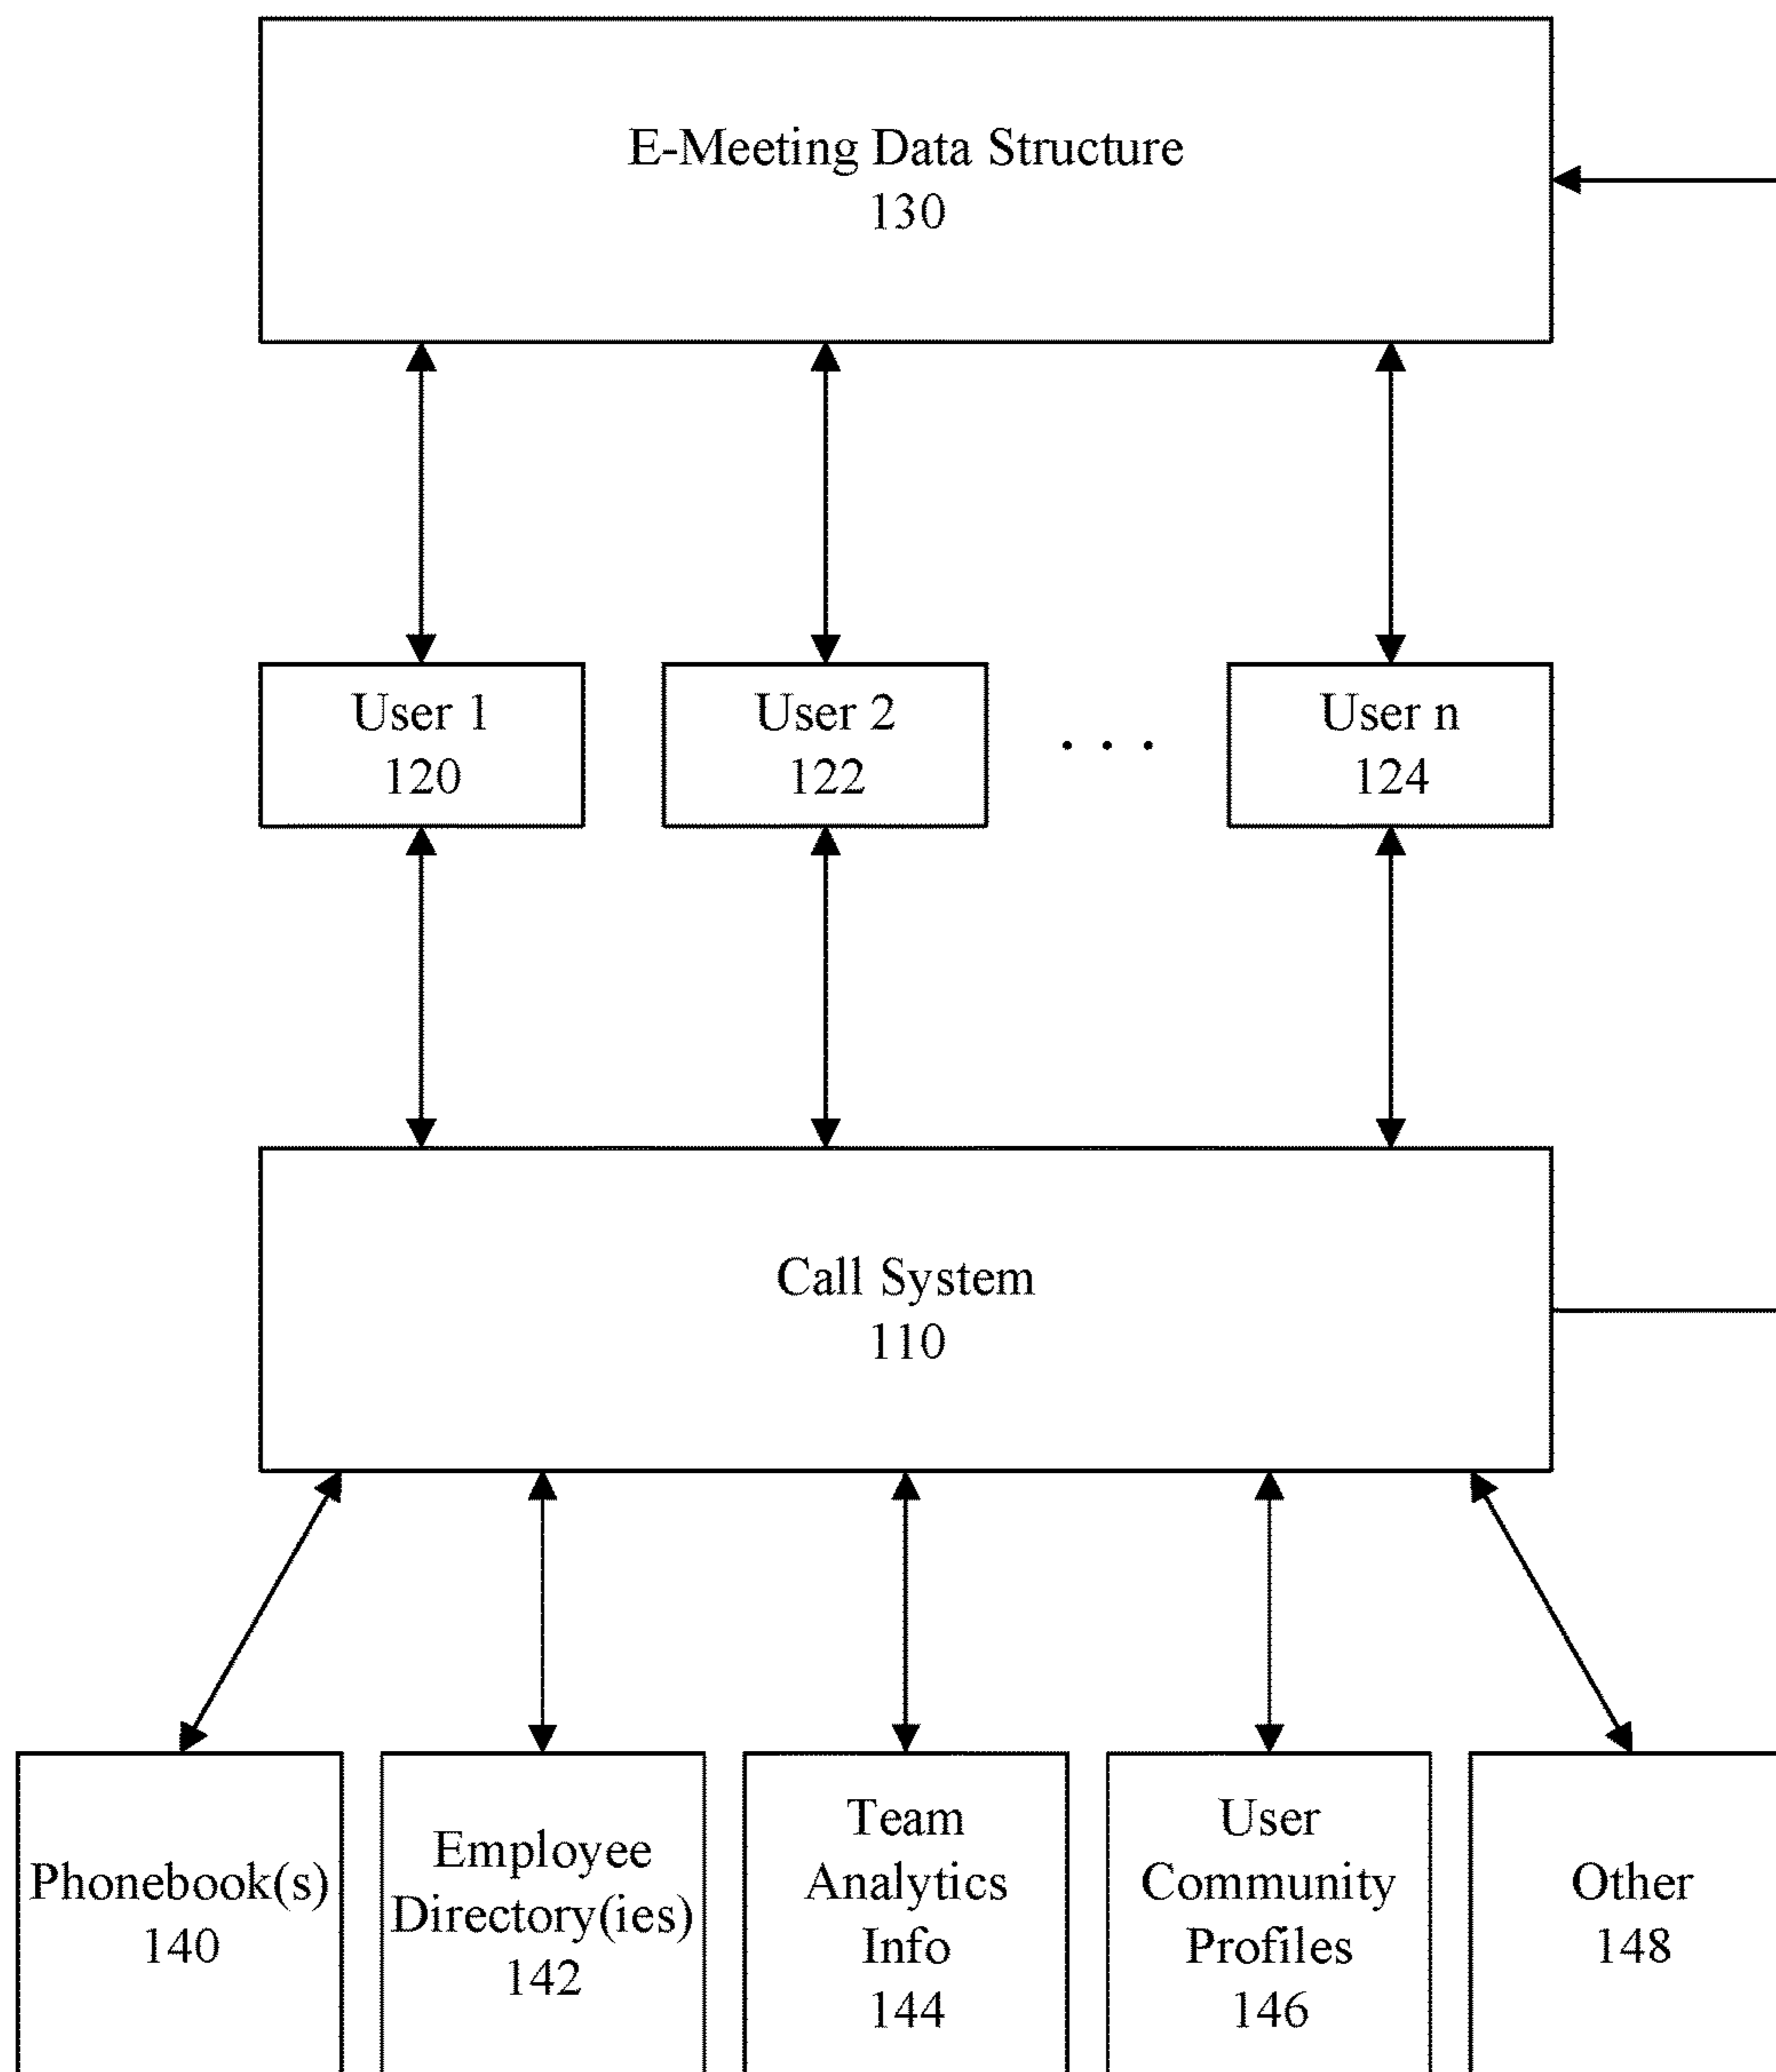 E-Meeting Data Structure
130
User 1
120
User 2
122
. . .
User n
124
Call System
110
Phonebook(s)
140
Employee
Directory(ies)
142
Team
Analytics
Info
144
User
Community
Profiles
146
Other
148